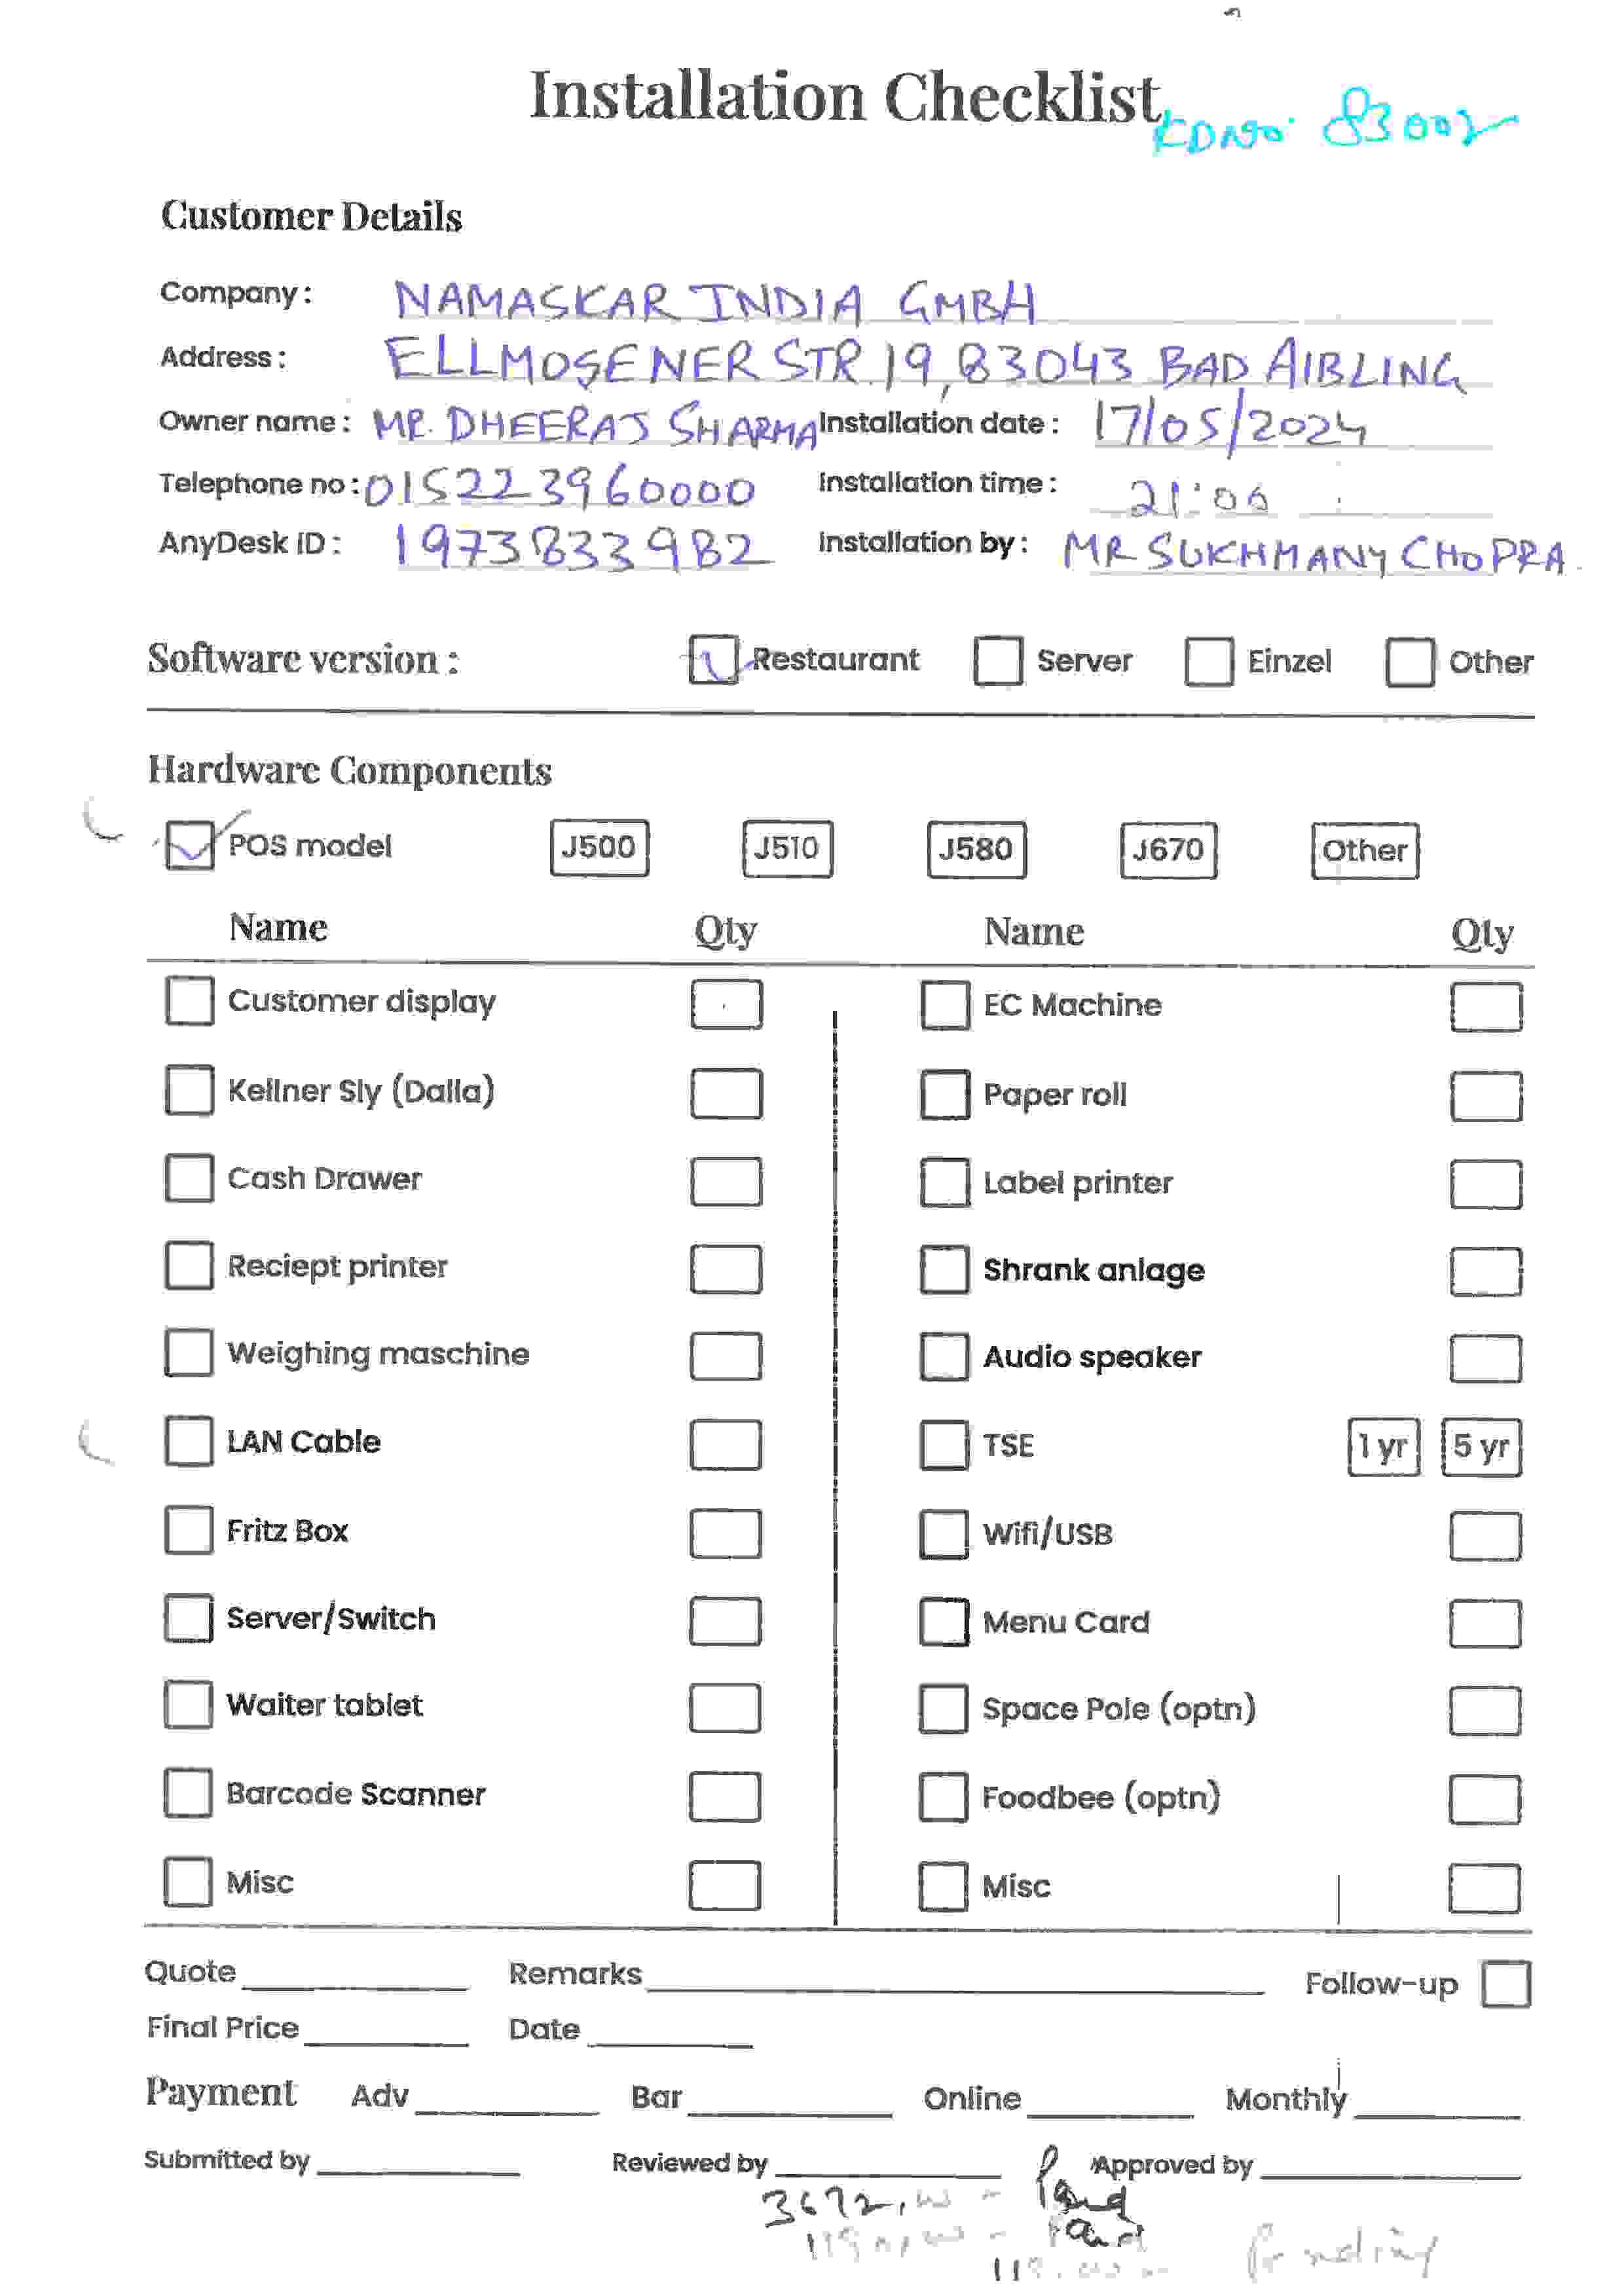 Installation Checklist
KDNO. 83002
Customer Details
Company: NAMASKAR INDIA GMBH
Address: ELLMOSENER STR. 19, 83043 BAD AIBLING
Owner name: MR. DHEERAJ SHARMA Installation date: 17/05/2024
Telephone no: 015223960000 Installation time: 21:00
AnyDesk ID: 1973833982 Installation by: MR SUKHMANY CHOPRA
Software version: Restaurant Server Einzel Other
Hardware Components
POS model J500 J510 J580 J670 Other
Name Qty Name Qty
Customer display EC Machine
Kellner Sly (Dalla) Paper roll
Cash Drawer Label printer
Reciept printer Shrank anlage
Weighing maschine Audio speaker
LAN Cable TSE 1 yr 5 yr
Fritz Box Wifi/USB
Server/Switch Menu Card
Waiter tablet Space Pole (optn)
Barcode Scanner Foodbee (optn)
Misc Misc
Quote Remarks Follow-up
Final Price Date
Payment Adv Bar Online Monthly
Submitted by Reviewed by Approved by
3672,00 - Paid
Paid